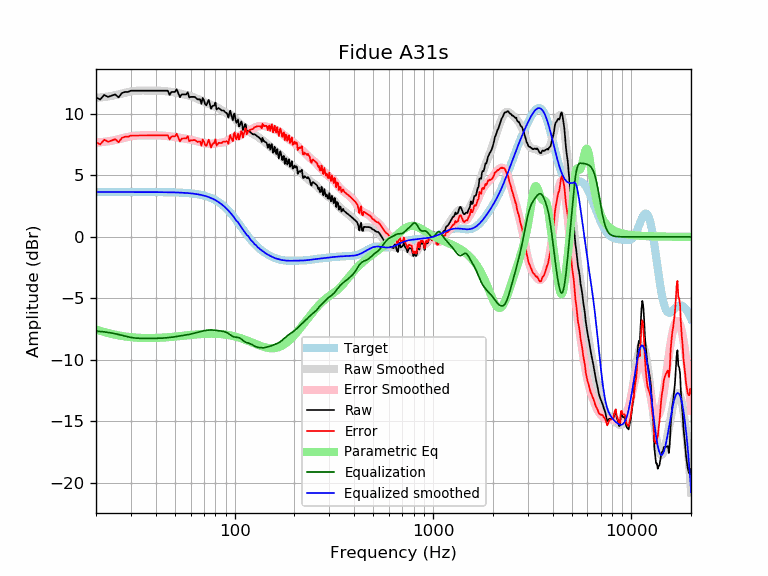 Fidue A31s
Amplitude (dBr)
10
5
0
−5
−10
−15
−20
Target
Raw Smoothed
Error Smoothed
Raw
Error
Parametric Eq
Equalization
Equalized smoothed
100
1000
10000
Frequency (Hz)